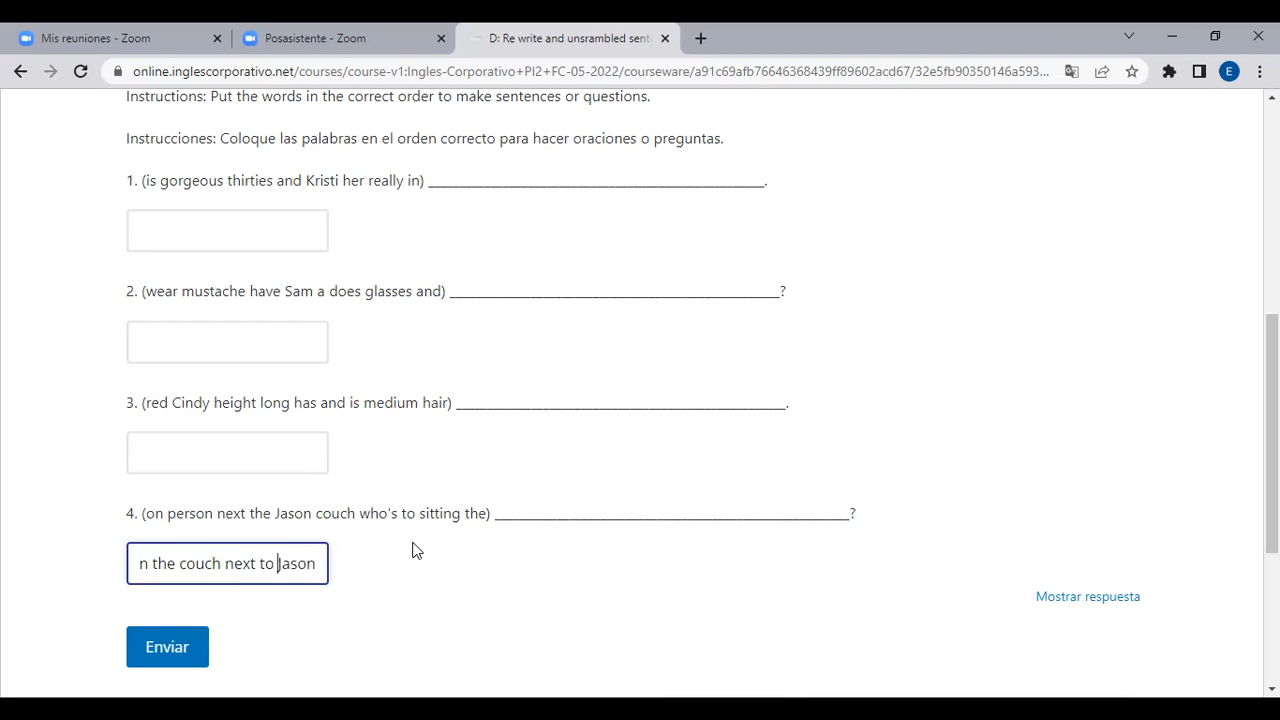 Mis reuniones - Zoom
Posasistente - Zoom
D: Re write and unsrambled sent
online.inglescorporativo.net/courses/course-v1:Ingles-Corporativo+PI2+FC-05-2022/courseware/a91c69afb76646368439ff89602acd67/32e5fb90350146a593...
E
Instructions: Put the words in the correct order to make sentences or questions.
Instrucciones: Coloque las palabras en el orden correcto para hacer oraciones o preguntas.
1. (is gorgeous thirties and Kristi her really in) ________________________________________.
2. (wear mustache have Sam a does glasses and) ________________________________________?
3. (red Cindy height long has and is medium hair) ________________________________________.
4. (on person next the Jason couch who's to sitting the) ________________________________________?
n the couch next to Jason
Mostrar respuesta
Enviar